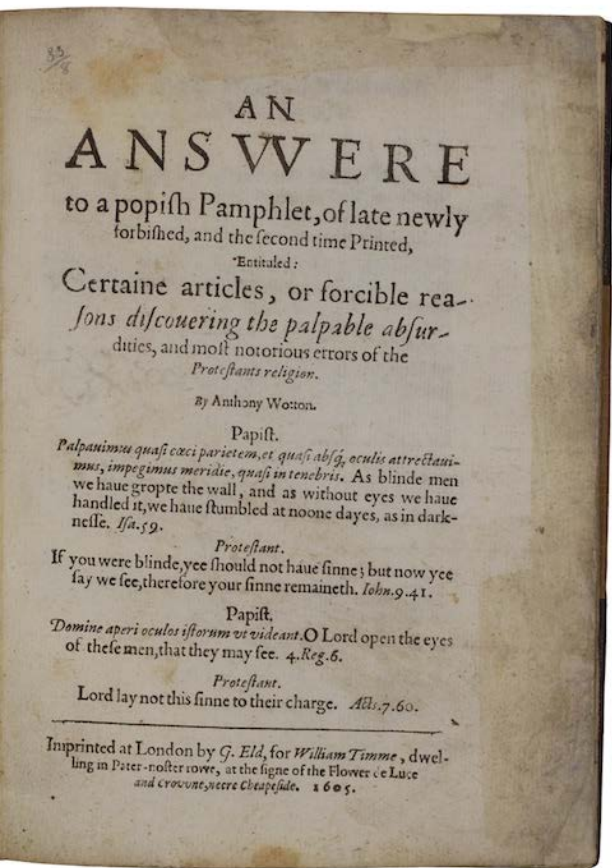 33/8
AN
ANSVVERE
to a popiſh Pamphlet, of late newly
forbiſhed, and the ſecond time Printed,
Entituled:
Certaine articles, or forcible rea-
ſons diſcouering the palpable abſur-
dities, and moſt notorious errors of the
Proteſtants religion.
By Anthony Wotton.
Papiſt.
Palpauimus quaſi cæci parietem, et quaſi abſq́, oculis attrectaui-
mus, impegimus meridie, quaſi in tenebris. As blinde men
we haue gropte the wall, and as without eyes we haue
handled it, we haue ſtumbled at noone dayes, as in dark-
neſſe. Iſa.59.
Proteſtant.
If you were blinde, yee ſhould not haue ſinne; but now yee
ſay we ſee, therefore your ſinne remaineth. Iohn.9.41.
Papiſt.
Domine aperi oculos iſtorum vt videant. O Lord open the eyes
of theſe men, that they may ſee. 4.Reg.6.
Proteſtant.
Lord lay not this ſinne to their charge. Acts.7.60.
Imprinted at London by G. Eld, for William Timme, dwel-
ling in Pater-noſter rowe, at the ſigne of the Flower de Luce
and Crovvne, neere Cheapeſide. 1605.